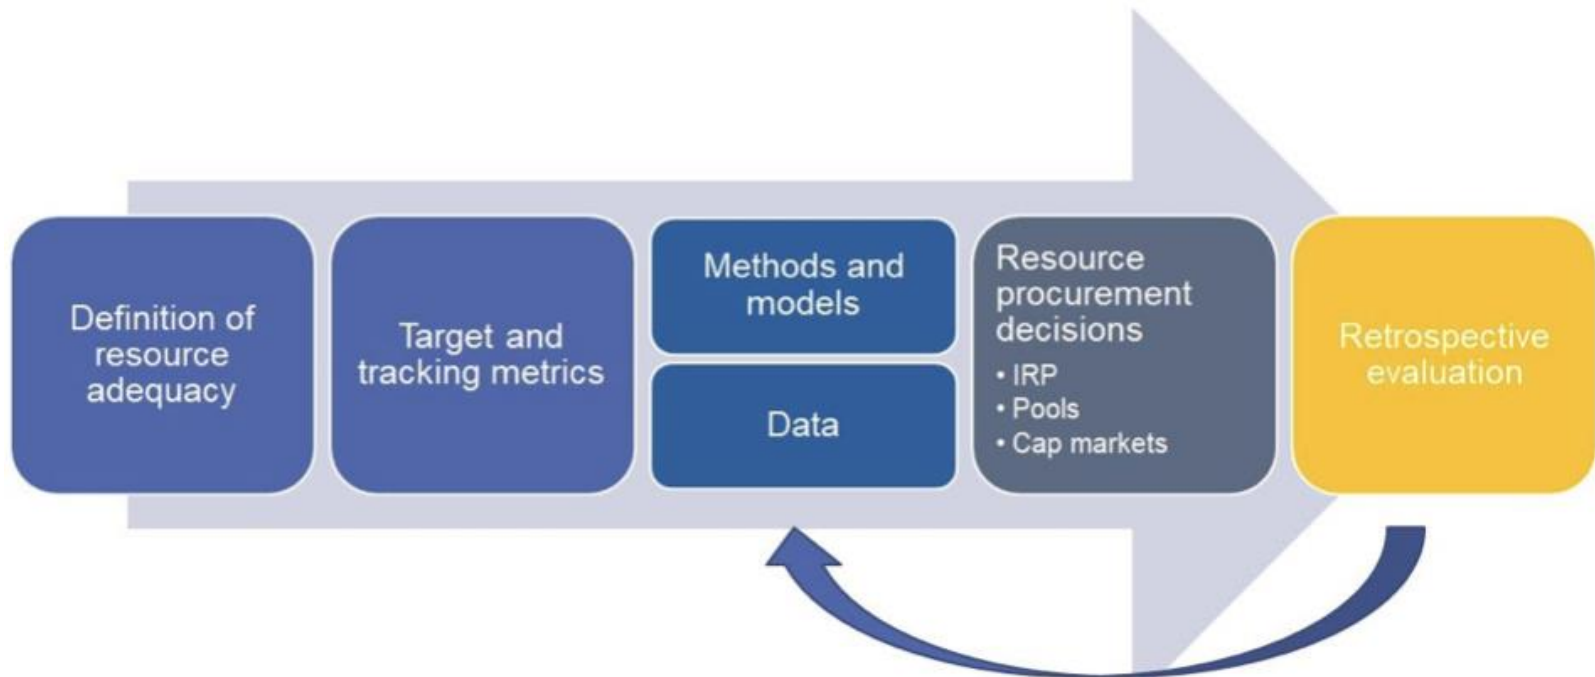 Definition of
resource
adequacy
Target and
tracking metrics
Methods and
models
Data
Resource
procurement
decisions
• IRP
• Pools
• Cap markets
Retrospective
evaluation